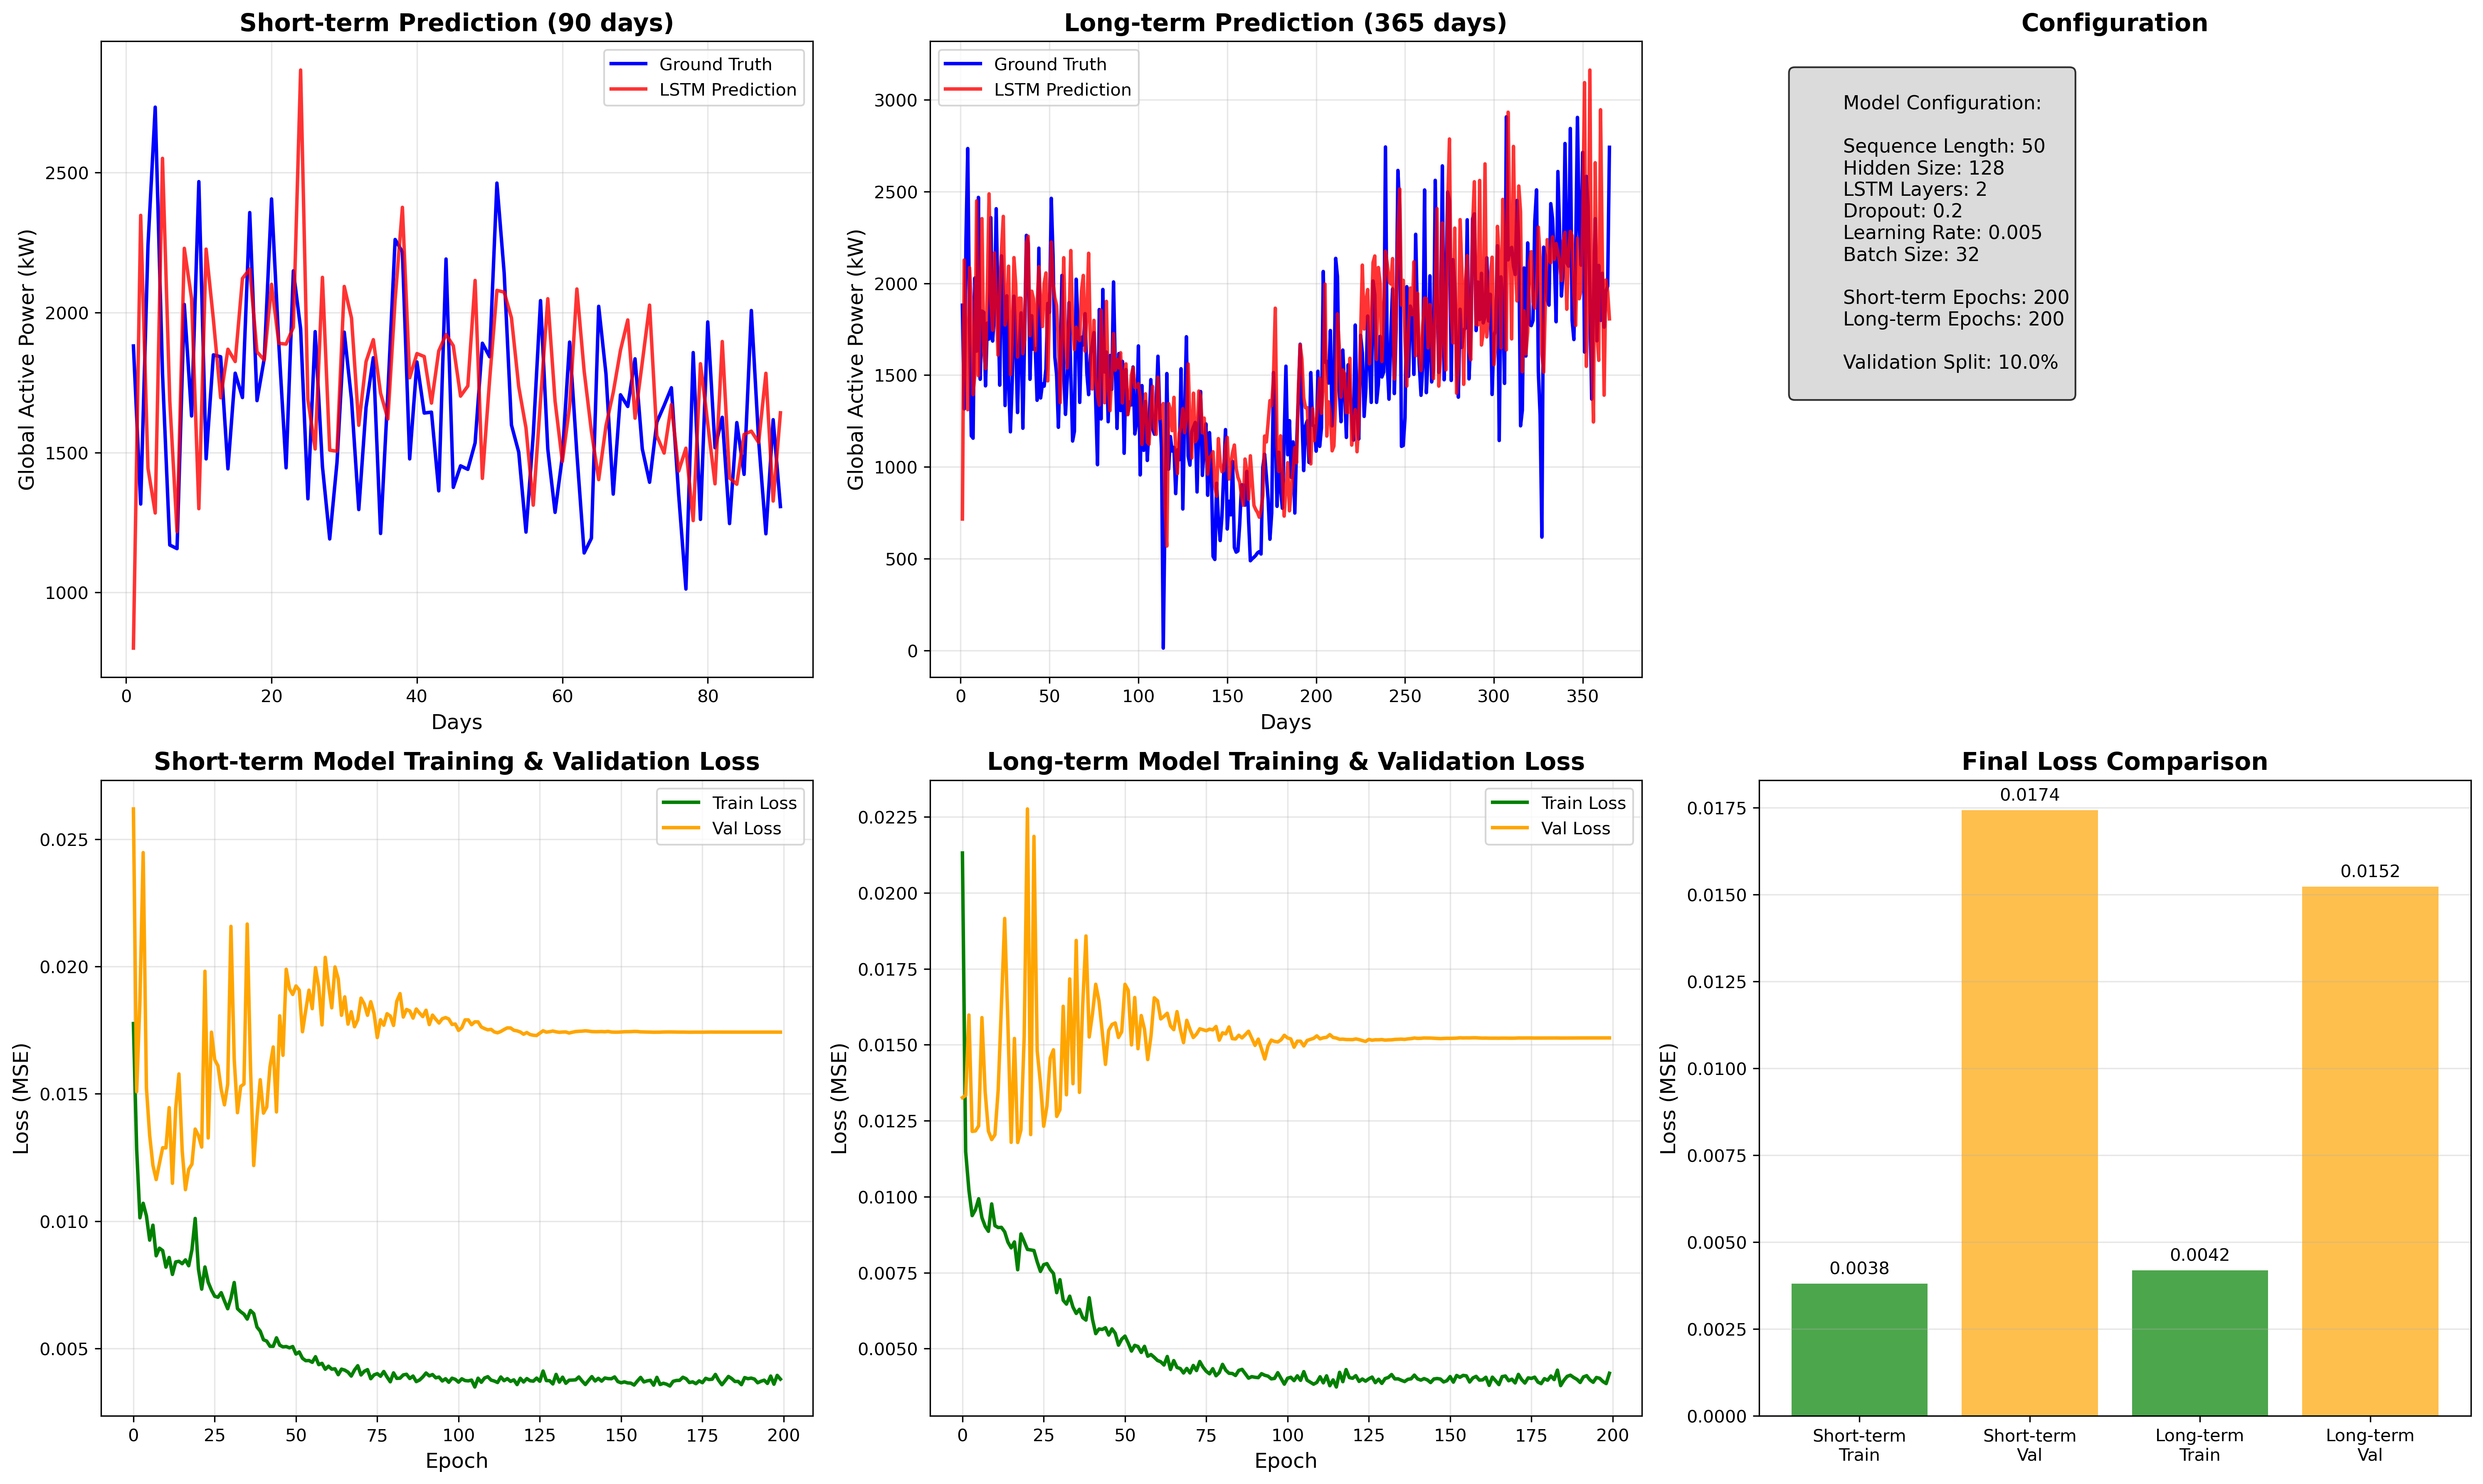 Short-term Prediction (90 days)
Global Active Power (kW)
2500
2000
1500
1000
0
20
40
60
80
Days
Ground Truth
LSTM Prediction
Long-term Prediction (365 days)
Global Active Power (kW)
3000
2500
2000
1500
1000
500
0
0
50
100
150
200
250
300
350
Days
Ground Truth
LSTM Prediction
Configuration
Model Configuration:
Sequence Length: 50
Hidden Size: 128
LSTM Layers: 2
Dropout: 0.2
Learning Rate: 0.005
Batch Size: 32
Short-term Epochs: 200
Long-term Epochs: 200
Validation Split: 10.0%
Short-term Model Training & Validation Loss
Loss (MSE)
0.025
0.020
0.015
0.010
0.005
0
25
50
75
100
125
150
175
200
Epoch
Train Loss
Val Loss
Long-term Model Training & Validation Loss
Loss (MSE)
0.0225
0.0200
0.0175
0.0150
0.0125
0.0100
0.0075
0.0050
0
25
50
75
100
125
150
175
200
Epoch
Train Loss
Val Loss
Final Loss Comparison
Loss (MSE)
0.0175
0.0150
0.0125
0.0100
0.0075
0.0050
0.0025
0.0000
0.0038
0.0174
0.0042
0.0152
Short-term
Train
Short-term
Val
Long-term
Train
Long-term
Val